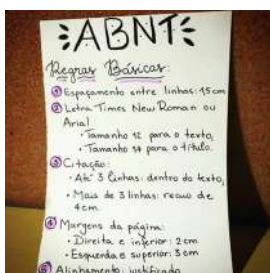 ABNT
Regras Básicas:
1 Espaçamento entre linhas: 1,5 cm
2 Letra Times New Roman ou
Arial
• Tamanho 12 para o texto,
• Tamanho 14 para o título.
3 Citação:
• Até 3 linhas: dentro do texto,
• Mais de 3 linhas: recuo de
4cm.
4 Margens da página:
• Direita e inferior: 2cm
• Esquerda e superior: 3cm
5 Alinhamento: justificado